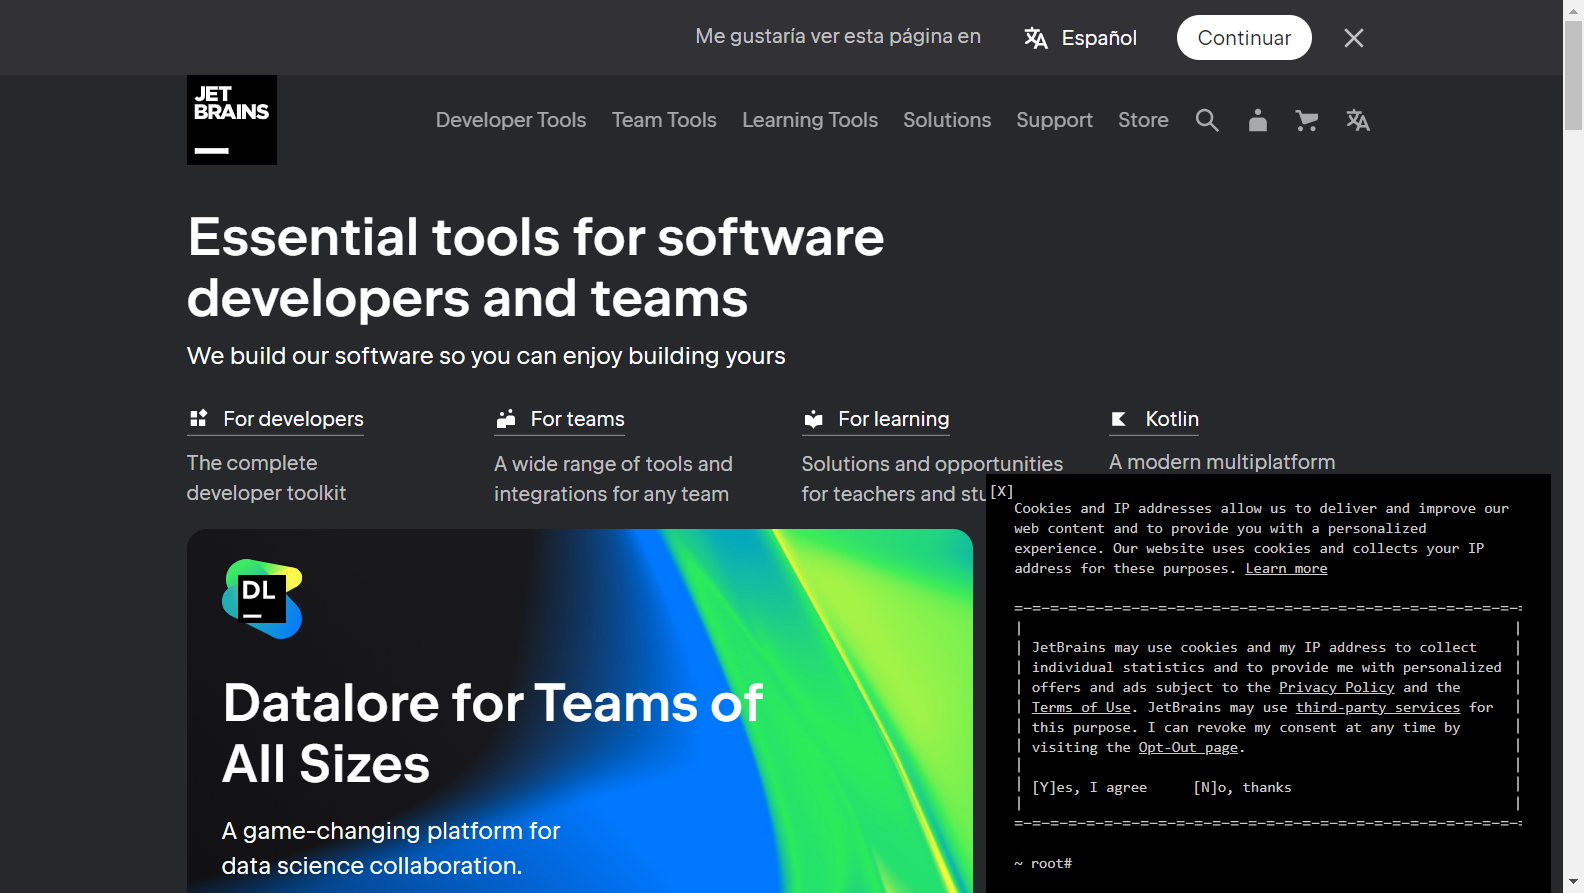 Me gustaría ver esta página en
Español
Continuar
JET
BRAINS
Developer Tools
Team Tools
Learning Tools
Solutions
Support
Store
Essential tools for software
developers and teams
We build our software so you can enjoy building yours
For developers
The complete
developer toolkit
For teams
A wide range of tools and
integrations for any team
For learning
Solutions and opportunities
for teachers and stu
Kotlin
A modern multiplatform
DL
Datalore for Teams of
All Sizes
A game-changing platform for
data science collaboration.
[X]
Cookies and IP addresses allow us to deliver and improve our
web content and to provide you with a personalized
experience. Our website uses cookies and collects your IP
address for these purposes. Learn more
JetBrains may use cookies and my IP address to collect
individual statistics and to provide me with personalized
offers and ads subject to the Privacy Policy and the
Terms of Use. JetBrains may use third-party services for
this purpose. I can revoke my consent at any time by
visiting the Opt-Out page.
[Y]es, I agree [N]o, thanks
~ root#